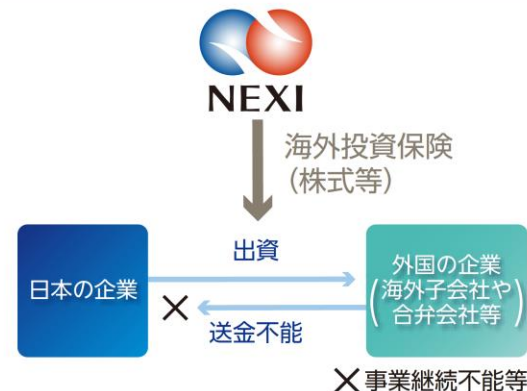 NEXI
海外投資保険
（株式等）
出資
日本の企業
外国の企業
（海外子会社や
合弁会社等）
×
送金不能
×事業継続不能等